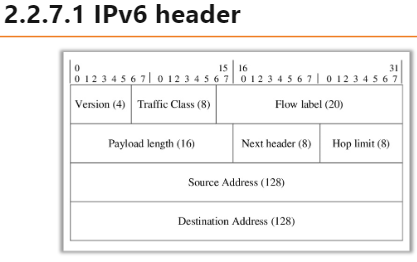 2.2.7.1 IPv6 header
0 15 16 31
0 1 2 3 4 5 6 7 0 1 2 3 4 5 6 7 0 1 2 3 4 5 6 7 0 1 2 3 4 5 6 7
Version (4) Traffic Class (8) Flow label (20)
Payload length (16) Next header (8) Hop limit (8)
Source Address (128)
Destination Address (128)